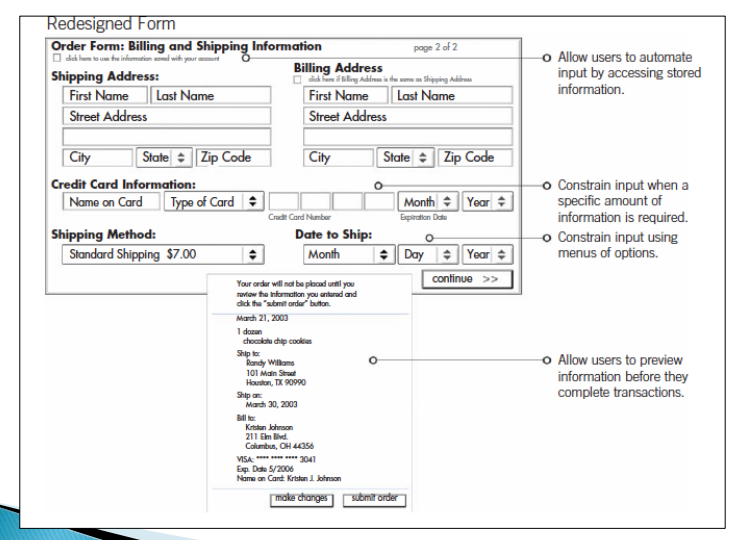 Redesigned Form
Order Form: Billing and Shipping Information
page 2 of 2
click here to use the information saved with your account
Shipping Address:
First Name
Last Name
Street Address
City
State
Zip Code
Billing Address
click here if Billing Address is the same as Shipping Address
First Name
Last Name
Street Address
City
State
Zip Code
Credit Card Information:
Name on Card
Type of Card
Credit Card Number
Month
Year
Expiration Date
Shipping Method:
Standard Shipping $7.00
Date to Ship:
Month
Day
Year
continue >>
Your order will not be placed until you
review the information you entered and
click the "submit order" button.
March 21, 2003
1 dozen
chocolate chip cookies
Ship to:
Randy Williams
101 Main Street
Houston, TX 90990
Ship on:
March 30, 2003
Bill to:
Kristen Johnson
211 Elm Blvd.
Columbus, OH 44356
VISA: **** **** **** 3041
Exp. Date 5/2006
Name on Card: Kristen J. Johnson
make changes
submit order
Allow users to automate
input by accessing stored
information.
Constrain input when a
specific amount of
information is required.
Constrain input using
menus of options.
Allow users to preview
information before they
complete transactions.